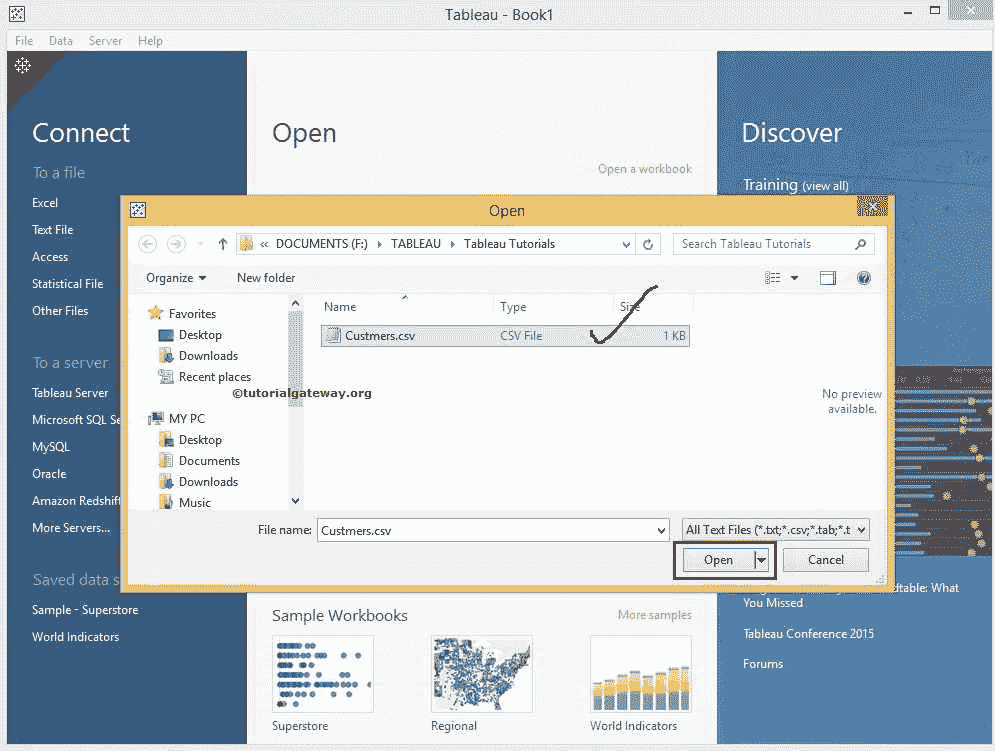 Tableau - Book1
File Data Server Help
Connect
To a file
Excel
Text File
Access
Statistical File
Other Files
To a server
Tableau Server
Microsoft SQL Se
MySQL
Oracle
Amazon Redshift
More Servers...
Saved data s
Sample - Superstore
World Indicators
Open
Open a workbook
Discover
Training (view all)
Open
« DOCUMENTS (F:) TABLEAU Tableau Tutorials
Search Tableau Tutorials
Organize New folder
Favorites
Desktop
Downloads
Recent places
©tutorialgateway.org
MY PC
Desktop
Documents
Downloads
Music
Name Type Size
Custmers.csv CSV File 1 KB
No preview
available.
File name: Custmers.csv
All Text Files (*.txt;*.csv;*.tab;*.t
Open Cancel
Sample Workbooks
More samples
Superstore
Regional
World Indicators
What
You Missed
Tableau Conference 2015
Forums